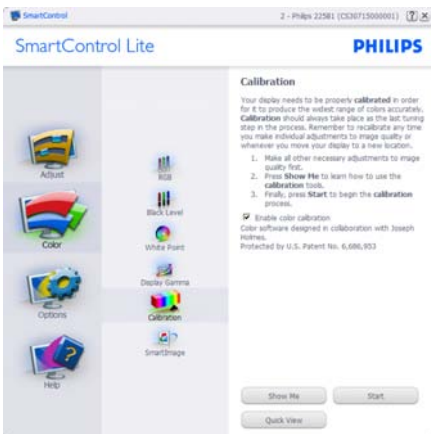 SmartControl
2 - Philips 225B1 (CS30715000001)
SmartControl Lite
PHILIPS
Adjust
Color
Options
Help
RGB
Black Level
White Point
Display Gamma
Calibration
SmartImage
Calibration
Your display needs to be properly calibrated in order
for it to produce the widest range of colors accurately.
Calibration should always take place as the last tuning
step in the process. Remember to recalibrate any time
you make individual adjustments to image quality or
whenever you move your display to a new location.
1. Make all other necessary adjustments to image
quality first.
2. Press Show Me to learn how to use the
calibration tools.
3. Finally, press Start to begin the calibration
process.
Enable color calibration
Color software designed in collaboration with Joseph
Holmes.
Protected by U.S. Patent No. 6,686,953
Show Me
Start
Quick View